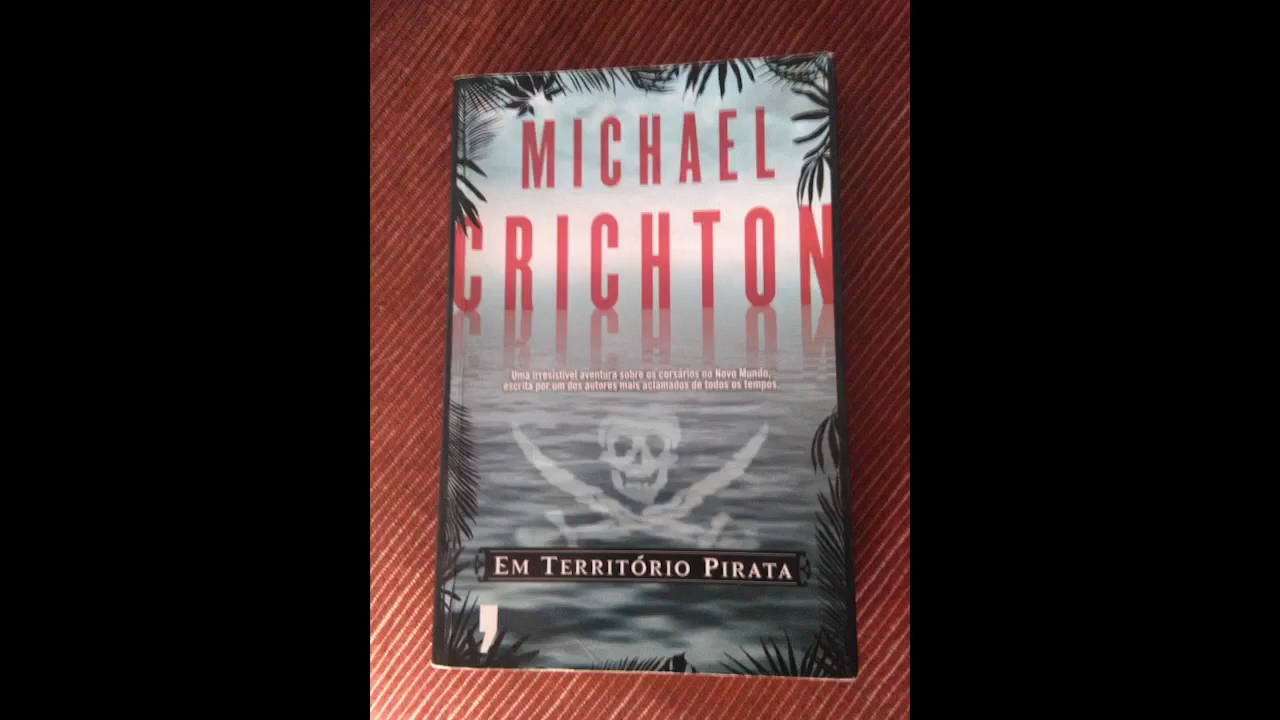 MICHAEL
CRICHTON
Uma irresistível aventura sobre os corsários no Novo Mundo,
escrita por um dos autores mais aclamados de todos os tempos.
EM TERRITÓRIO PIRATA